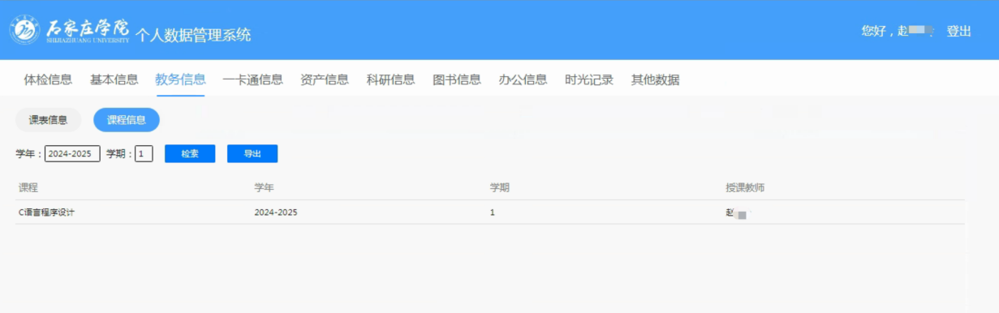 石家庄学院
SHIJIAZHUANG UNIVERSITY
个人数据管理系统
您好，赵 登出
体检信息 基本信息 教务信息 一卡通信息 资产信息 科研信息 图书信息 办公信息 时光记录 其他数据
课表信息 课程信息
学年：2024-2025 学期：1 检索 导出
课程 学年 学期 授课教师
C语言程序设计 2024-2025 1 赵